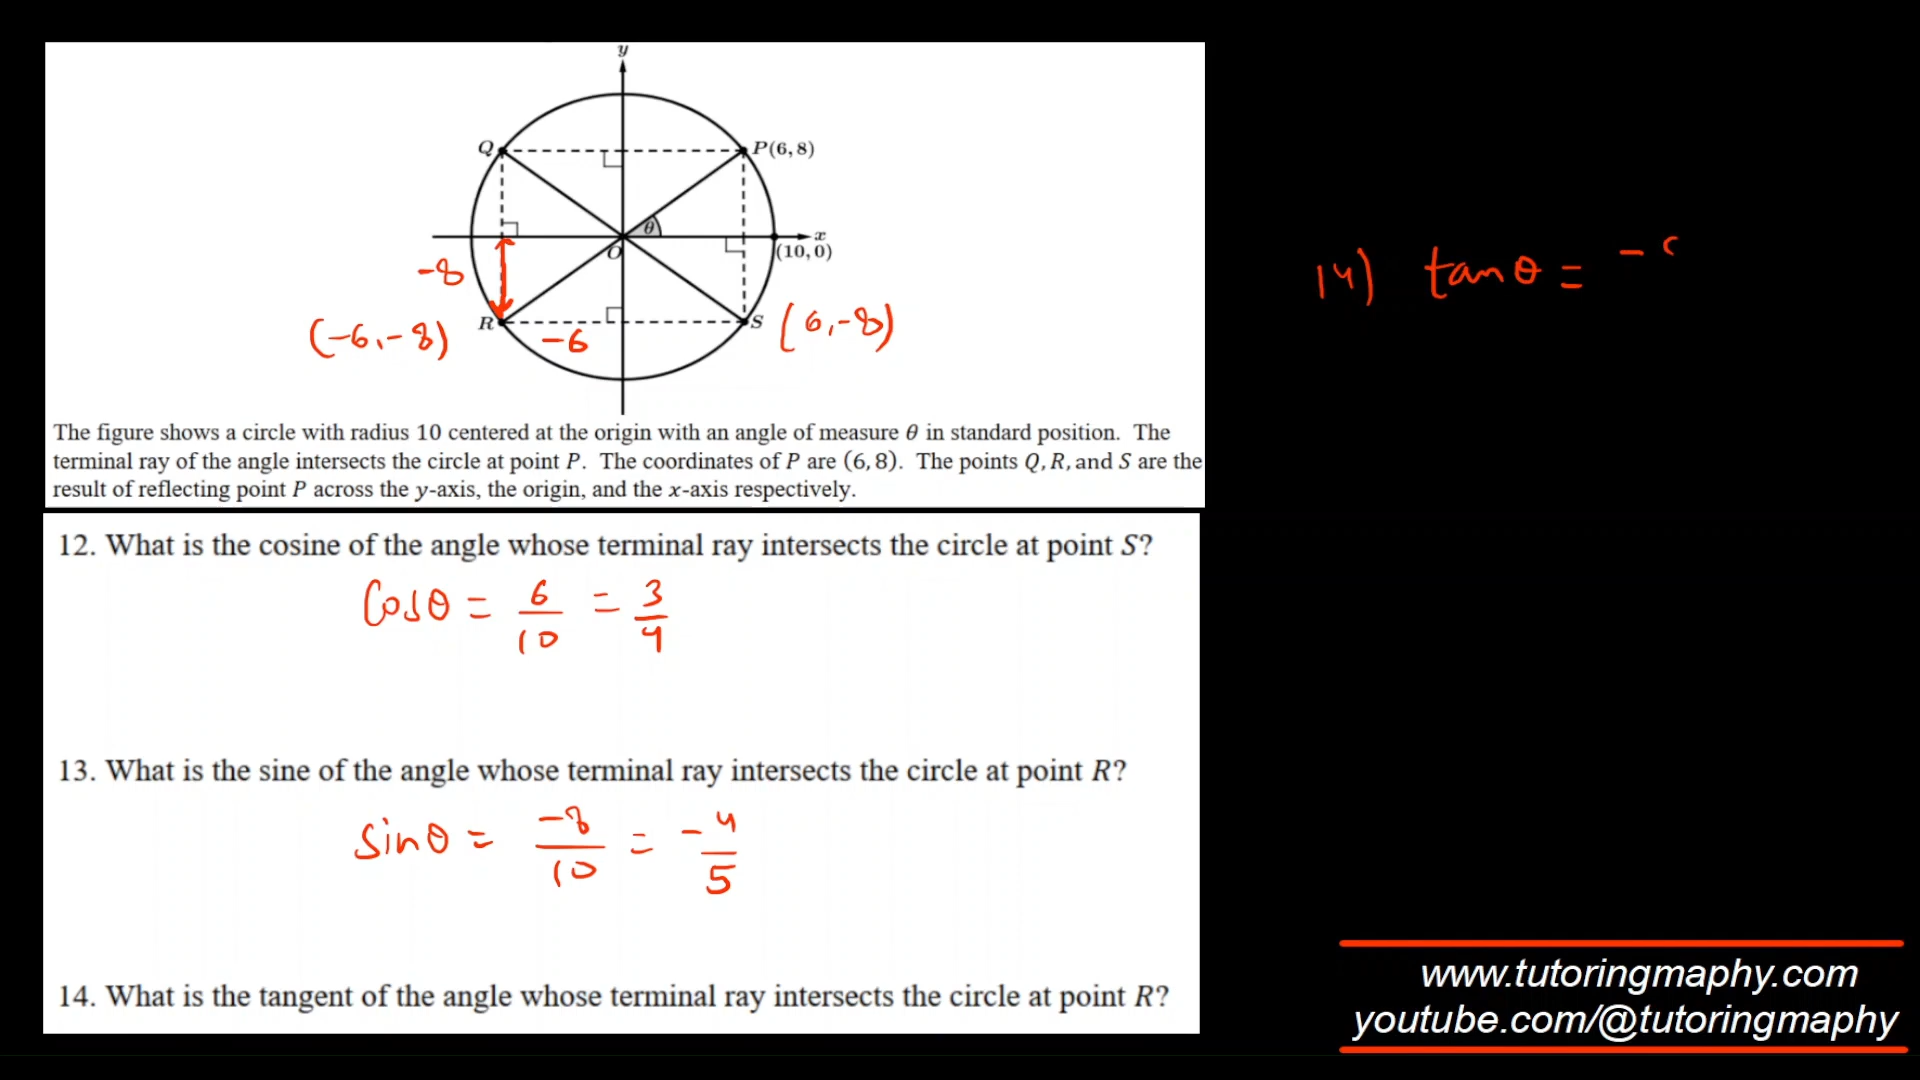 y
Q
P(6, 8)
θ
x
O
(10, 0)
-8
R
S
(6,-8)
(-6,-8)
-6
14) tanθ = -
The figure shows a circle with radius 10 centered at the origin with an angle of measure θ in standard position. The
terminal ray of the angle intersects the circle at point P. The coordinates of P are (6, 8). The points Q, R, and S are the
result of reflecting point P across the y-axis, the origin, and the x-axis respectively.
12. What is the cosine of the angle whose terminal ray intersects the circle at point S?
Cosθ = 6/10 = 3/4
13. What is the sine of the angle whose terminal ray intersects the circle at point R?
sinθ = -8/10 = -4/5
14. What is the tangent of the angle whose terminal ray intersects the circle at point R?
www.tutoringmaphy.com
youtube.com/@tutoringmaphy